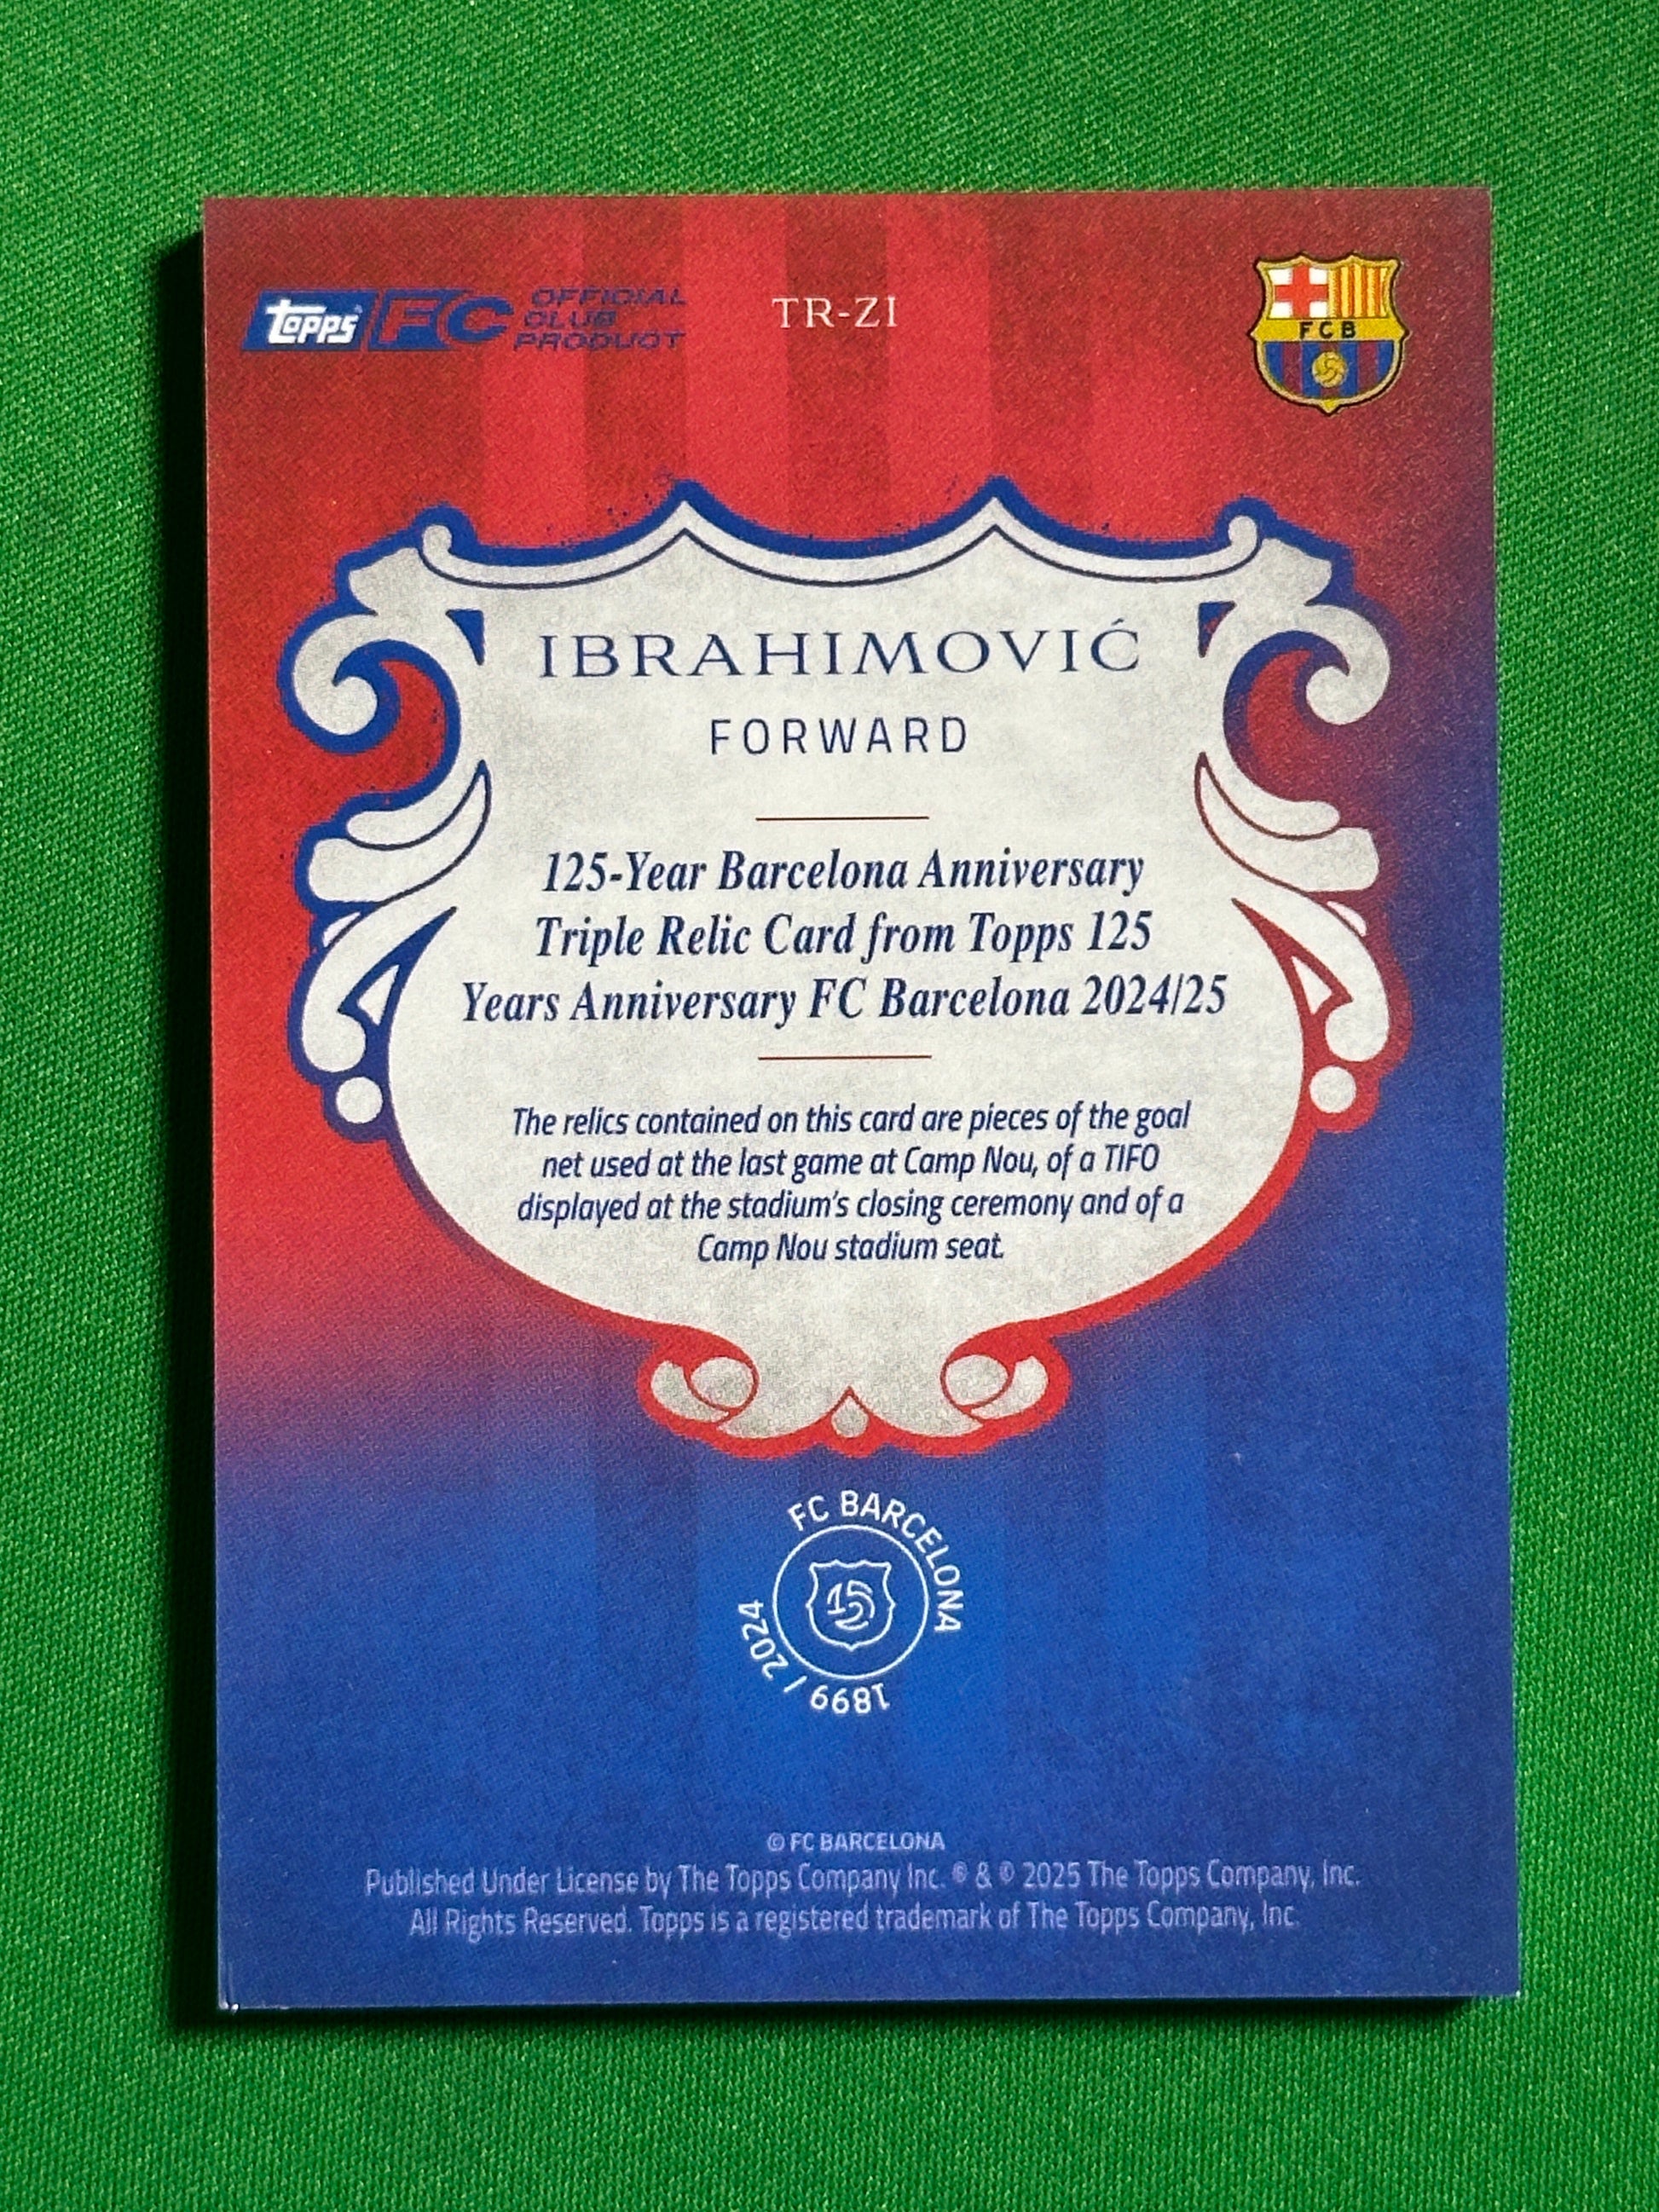 topps FC OFFICIAL
CLUB
PRODUCT
TR-ZI
FCB
IBRAHIMOVIĆ
FORWARD
125-Year Barcelona Anniversary
Triple Relic Card from Topps 125
Years Anniversary FC Barcelona 2024/25
The relics contained on this card are pieces of the goal
net used at the last game at Camp Nou, of a TIFO
displayed at the stadium's closing ceremony and of a
Camp Nou stadium seat.
FC BARCELONA
125
1899 / 2024
© FC BARCELONA
Published Under License by The Topps Company Inc. ® & © 2025 The Topps Company, Inc.
All Rights Reserved. Topps is a registered trademark of The Topps Company, Inc.